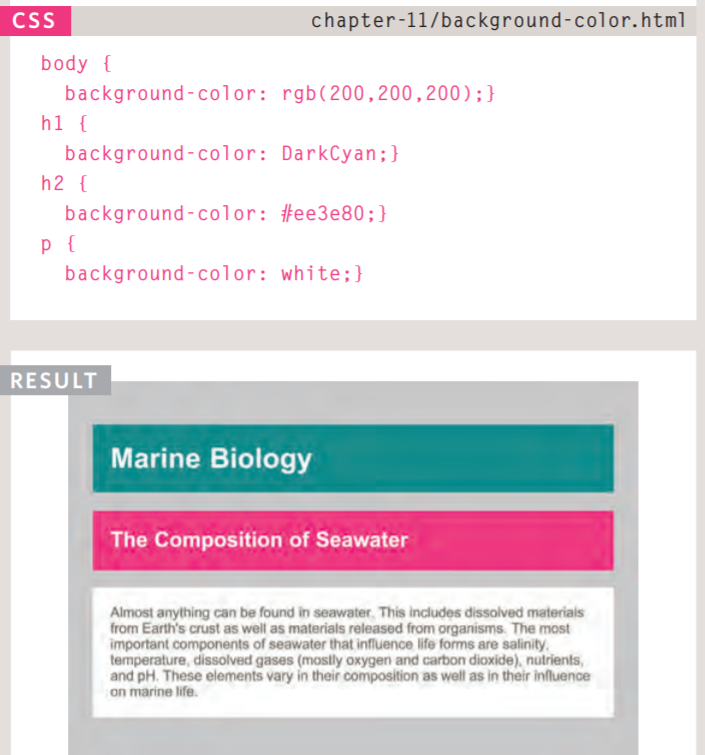 CSS
chapter-11/background-color.html
body {
background-color: rgb(200,200,200);}
h1 {
background-color: DarkCyan;}
h2 {
background-color: #ee3e80;}
p {
background-color: white;}
RESULT
Marine Biology
The Composition of Seawater
Almost anything can be found in seawater. This includes dissolved materials
from Earth's crust as well as materials released from organisms. The most
important components of seawater that influence life forms are salinity,
temperature, dissolved gases (mostly oxygen and carbon dioxide), nutrients,
and pH. These elements vary in their composition as well as in their influence
on marine life.